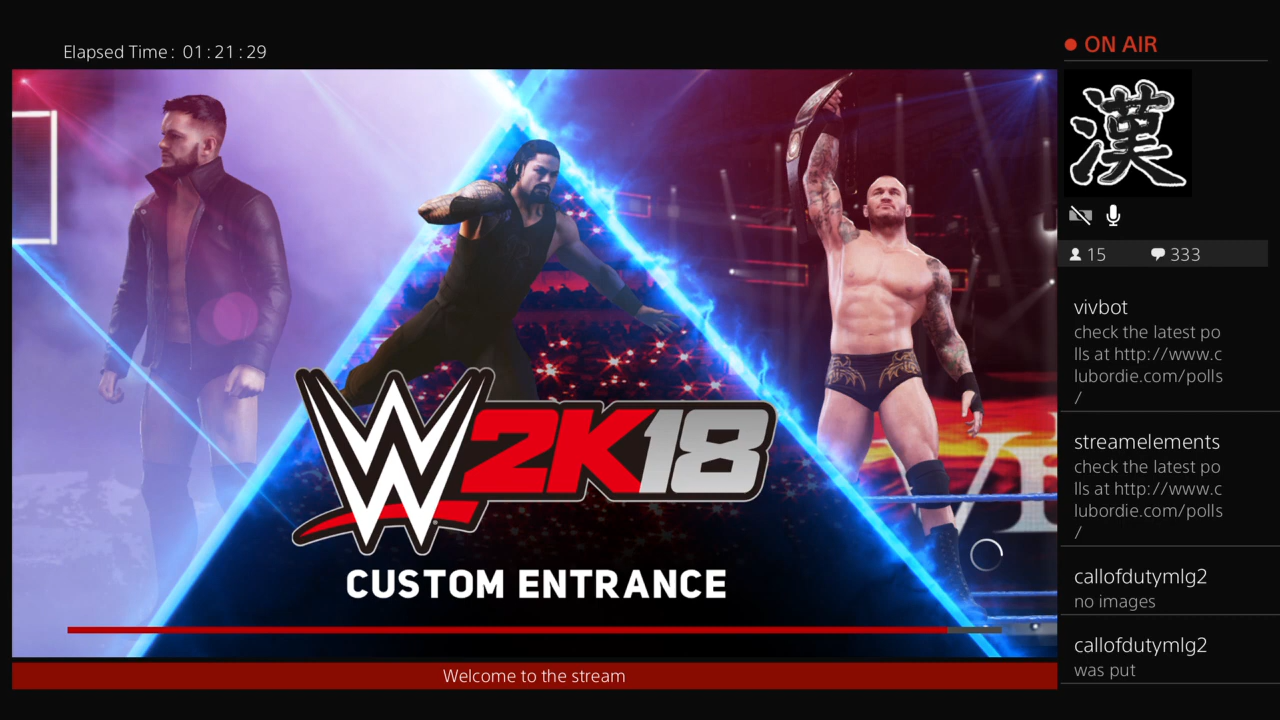 Elapsed Time: 01:21:29
ON AIR
漢
15 333
W 2K18
CUSTOM ENTRANCE
Welcome to the stream
vivbot
check the latest po
lls at http://www.c
lubordie.com/polls
/
streamelements
check the latest po
lls at http://www.c
lubordie.com/polls
/
callofdutymlg2
no images
callofdutymlg2
was put